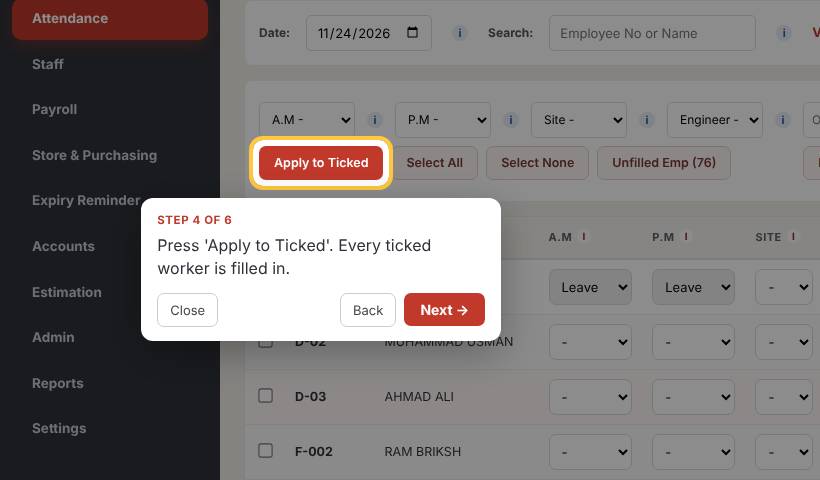 Attendance
Staff
Payroll
Store & Purchasing
Expiry Reminder
Accounts
Estimation
Admin
Reports
Settings
Date: 11/24/2026 i Search: Employee No or Name i
A.M - i P.M - i Site - i Engineer - i
Apply to Ticked Select All Select None Unfilled Emp (76)
STEP 4 OF 6
Press 'Apply to Ticked'. Every ticked
worker is filled in.
Close Back Next →
A.M P.M SITE
Leave Leave -
D-02 MUHAMMAD USMAN - - -
D-03 AHMAD ALI - - -
F-002 RAM BRIKSH - - -